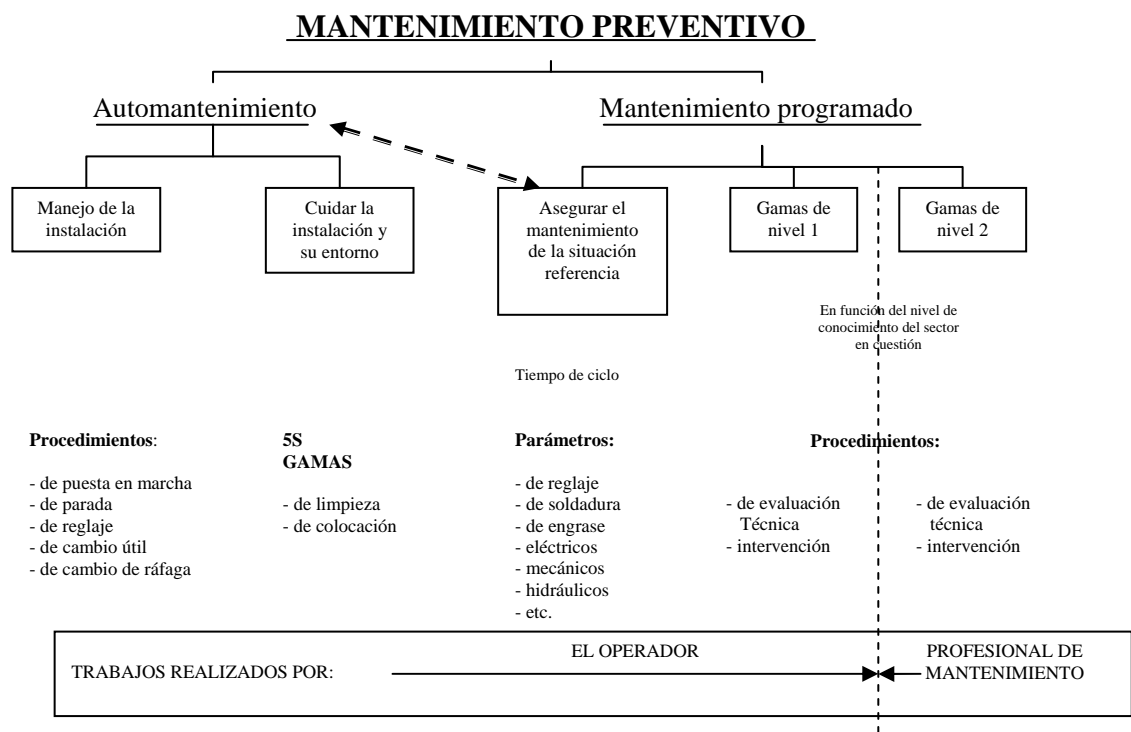 MANTENIMIENTO PREVENTIVO
Automantenimiento
Mantenimiento programado
Manejo de la
instalación
Cuidar la
instalación y
su entorno
Asegurar el
mantenimiento
de la situación
referencia
Gamas de
nivel 1
Gamas de
nivel 2
En función del nivel de
conocimiento del sector
en cuestión
Tiempo de ciclo
Procedimientos:
- de puesta en marcha
- de parada
- de reglaje
- de cambio útil
- de cambio de ráfaga
5S
GAMAS
- de limpieza
- de colocación
Parámetros:
- de reglaje
- de soldadura
- de engrase
- eléctricos
- mecánicos
- hidráulicos
- etc.
Procedimientos:
- de evaluación
Técnica
- intervención
- de evaluación
técnica
- intervención
TRABAJOS REALIZADOS POR:
EL OPERADOR
PROFESIONAL DE
MANTENIMIENTO